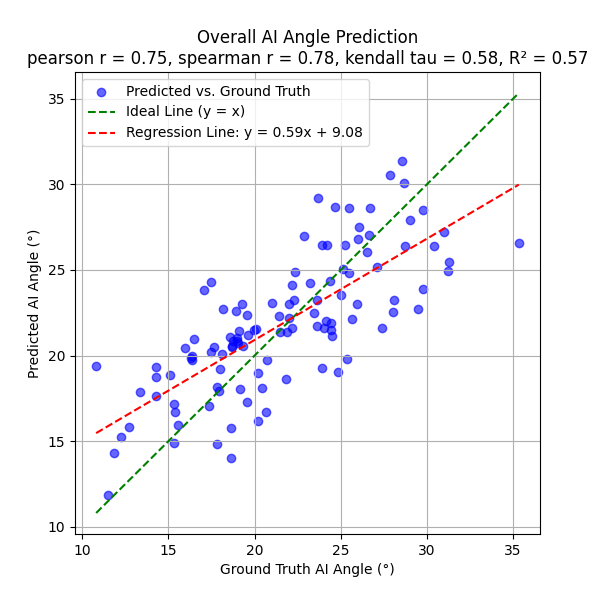 Overall AI Angle Prediction
pearson r = 0.75, spearman r = 0.78, kendall tau = 0.58, R² = 0.57
Predicted vs. Ground Truth
Ideal Line (y = x)
Regression Line: y = 0.59x + 9.08
35
30
25
20
15
10
Predicted AI Angle (°)
10 15 20 25 30 35
Ground Truth AI Angle (°)